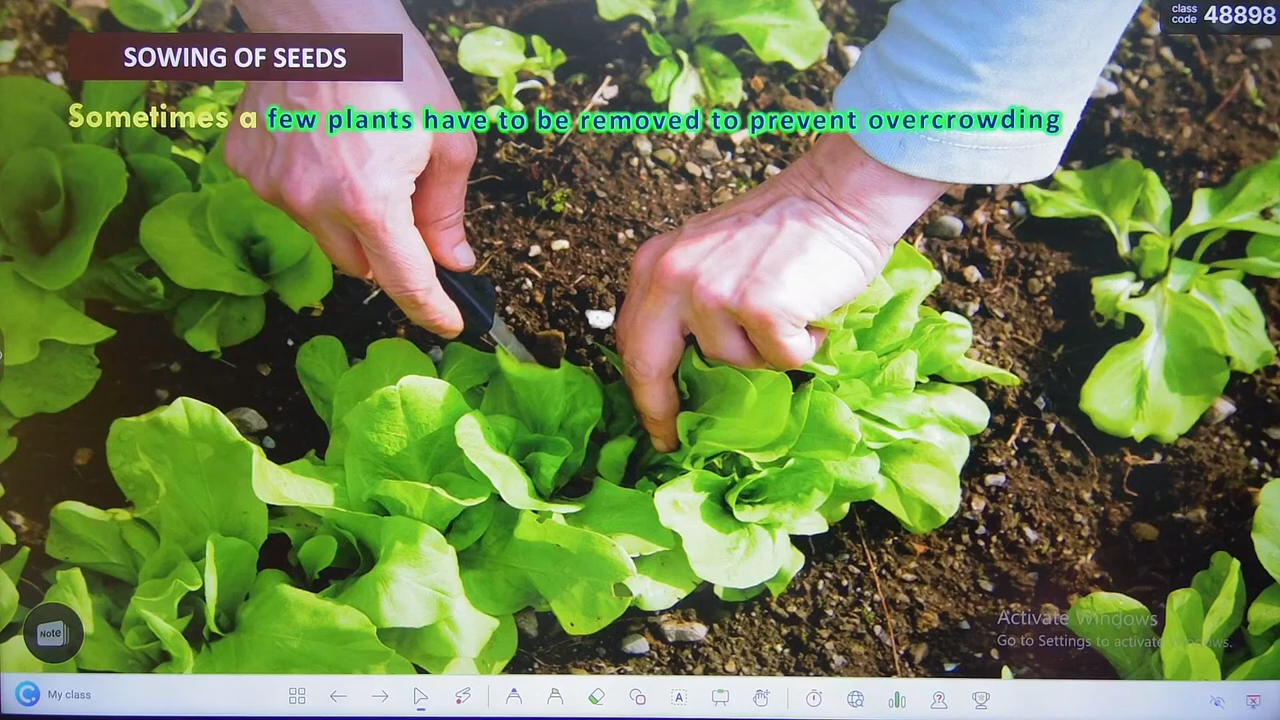 class
code 48898
SOWING OF SEEDS
Sometimes a few plants have to be removed to prevent overcrowding
Note
Activate Windows
Go to Settings to activate Windows.
My class
A